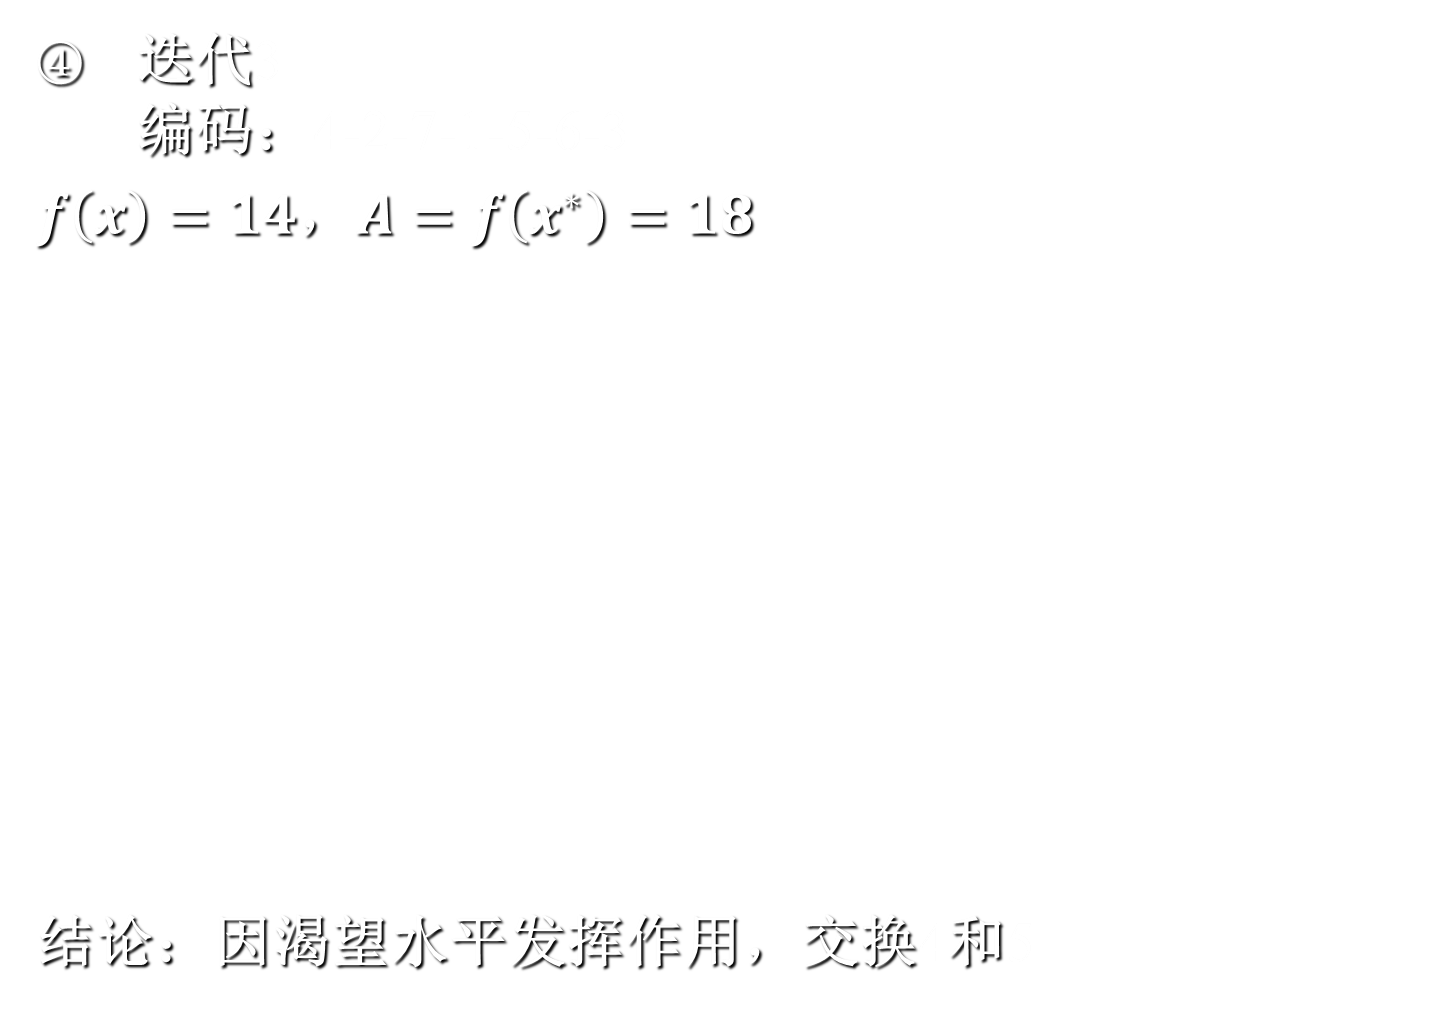 ④ 迭代
编码：
f(x) = 14，A = f(x*) = 18
结论：因渴望水平发挥作用，交换 和